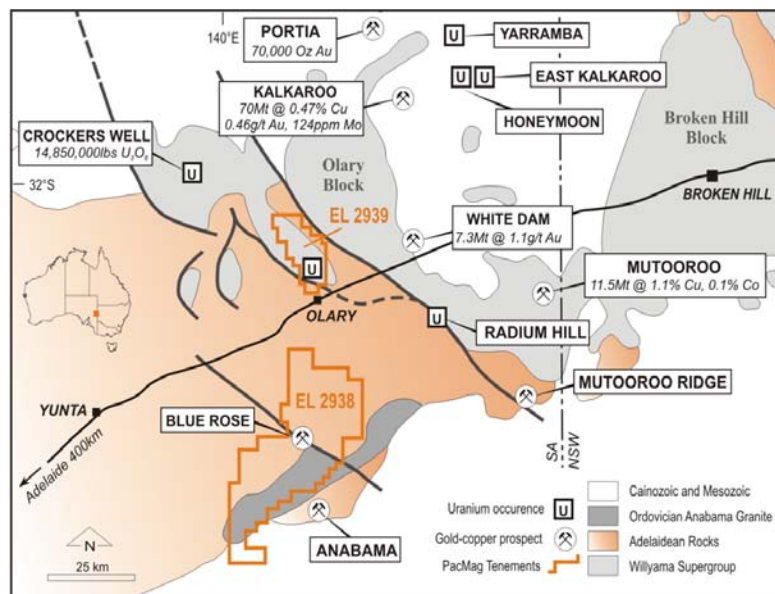 140°E
PORTIA
70,000 Oz Au
U
YARRAMBA
KALKAROO
70Mt @ 0.47% Cu
0.46g/t Au, 124ppm Mo
U U
EAST KALKAROO
HONEYMOON
Broken Hill
Block
CROCKERS WELL
14,850,000lbs U₃O₈
U
Olary
Block
32°S
BROKEN HILL
EL 2939
WHITE DAM
7.3Mt @ 1.1g/t Au
U
MUTOOROO
11.5Mt @ 1.1% Cu, 0.1% Co
OLARY
U
RADIUM HILL
EL 2938
MUTOOROO RIDGE
YUNTA
BLUE ROSE
Adelaide 400km
SA
NSW
ANABAMA
N
25 km
Uranium occurence
U
Gold-copper prospect
PacMag Tenements
Cainozoic and Mesozoic
Ordovician Anabama Granite
Adelaidean Rocks
Willyama Supergroup